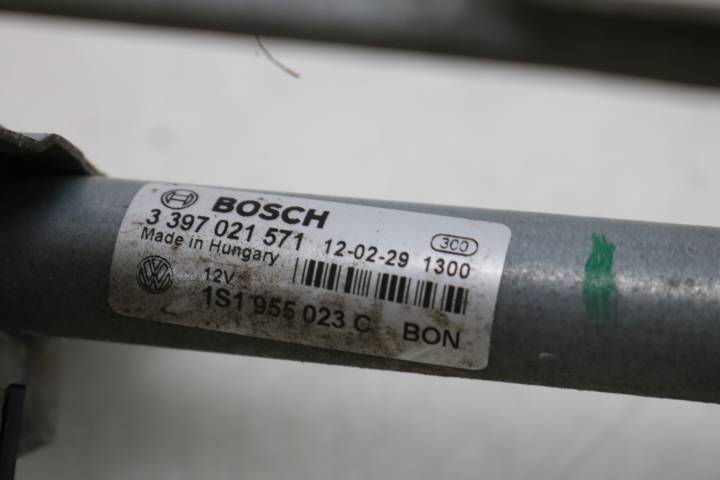 BOSCH
3 397 021 571 12-02-29 1300
300
Made in Hungary
12V
1S1 955 023 C BON